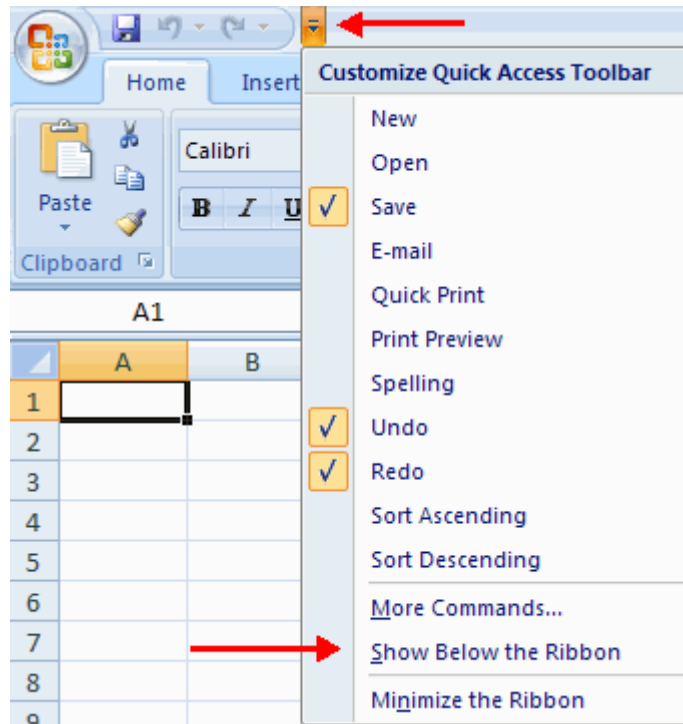 Home Insert
Customize Quick Access Toolbar
New
Open
Save
E-mail
Quick Print
Print Preview
Spelling
Undo
Redo
Sort Ascending
Sort Descending
More Commands...
Show Below the Ribbon
Minimize the Ribbon
Calibri
Paste
B I U
Clipboard
A1
A B
1
2
3
4
5
6
7
8
9